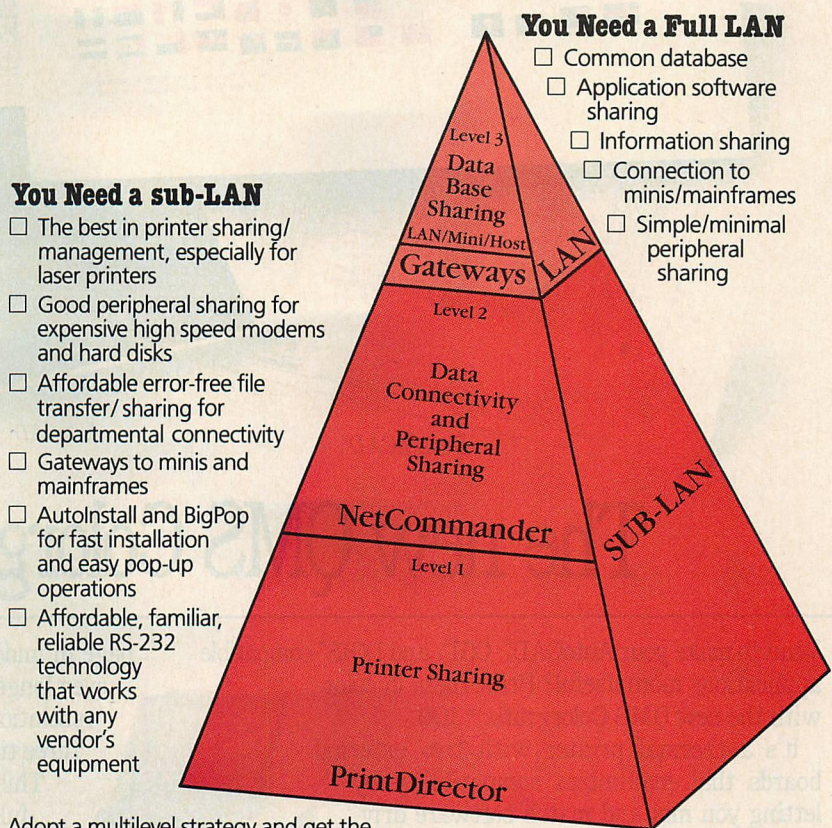 You Need a Full LAN
☐ Common database
☐ Application software
sharing
☐ Information sharing
☐ Connection to
minis/mainframes
☐ Simple/minimal
peripheral
sharing
You Need a sub-LAN
☐ The best in printer sharing/
management, especially for
laser printers
☐ Good peripheral sharing for
expensive high speed modems
and hard disks
☐ Affordable error-free file
transfer/sharing for
departmental connectivity
☐ Gateways to minis and
mainframes
☐ AutoInstall and BigPop
for fast installation
and easy pop-up
operations
☐ Affordable, familiar,
reliable RS-232
technology
that works
with any
vendor's
equipment
Level 3
Data
Base
Sharing
LAN/Mini/Host
Gateways
LAN
Level 2
Data
Connectivity
and
Peripheral
Sharing
NetCommander
SUB-LAN
Level 1
Printer Sharing
PrintDirector
Adopt a multilevel strategy and get the